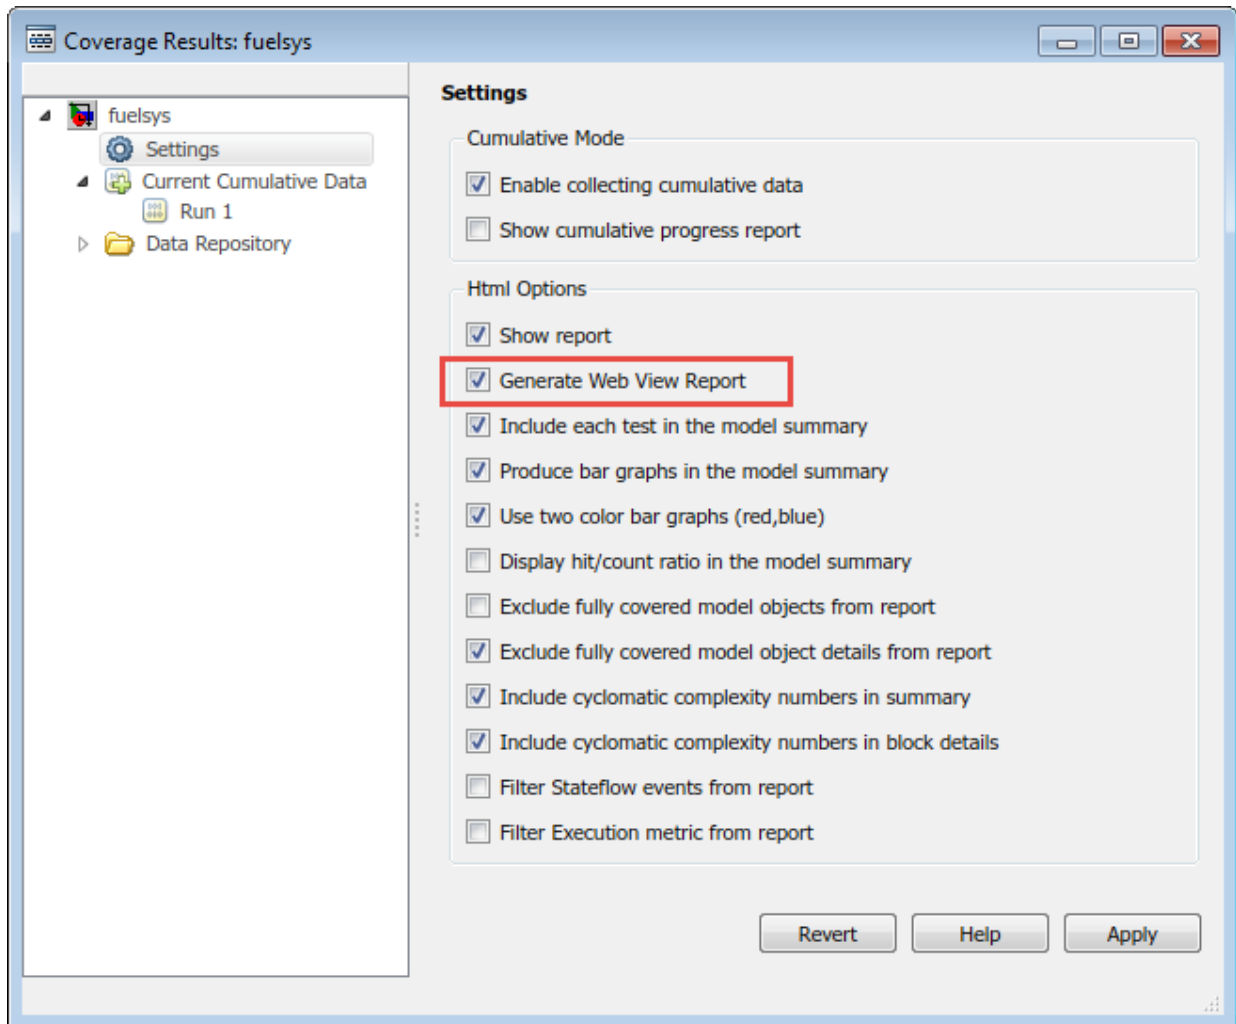 Coverage Results: fuelsys
fuelsys
Settings
Current Cumulative Data
Run 1
Data Repository
Settings
Cumulative Mode
Enable collecting cumulative data
Show cumulative progress report
Html Options
Show report
Generate Web View Report
Include each test in the model summary
Produce bar graphs in the model summary
Use two color bar graphs (red,blue)
Display hit/count ratio in the model summary
Exclude fully covered model objects from report
Exclude fully covered model object details from report
Include cyclomatic complexity numbers in summary
Include cyclomatic complexity numbers in block details
Filter Stateflow events from report
Filter Execution metric from report
Revert
Help
Apply